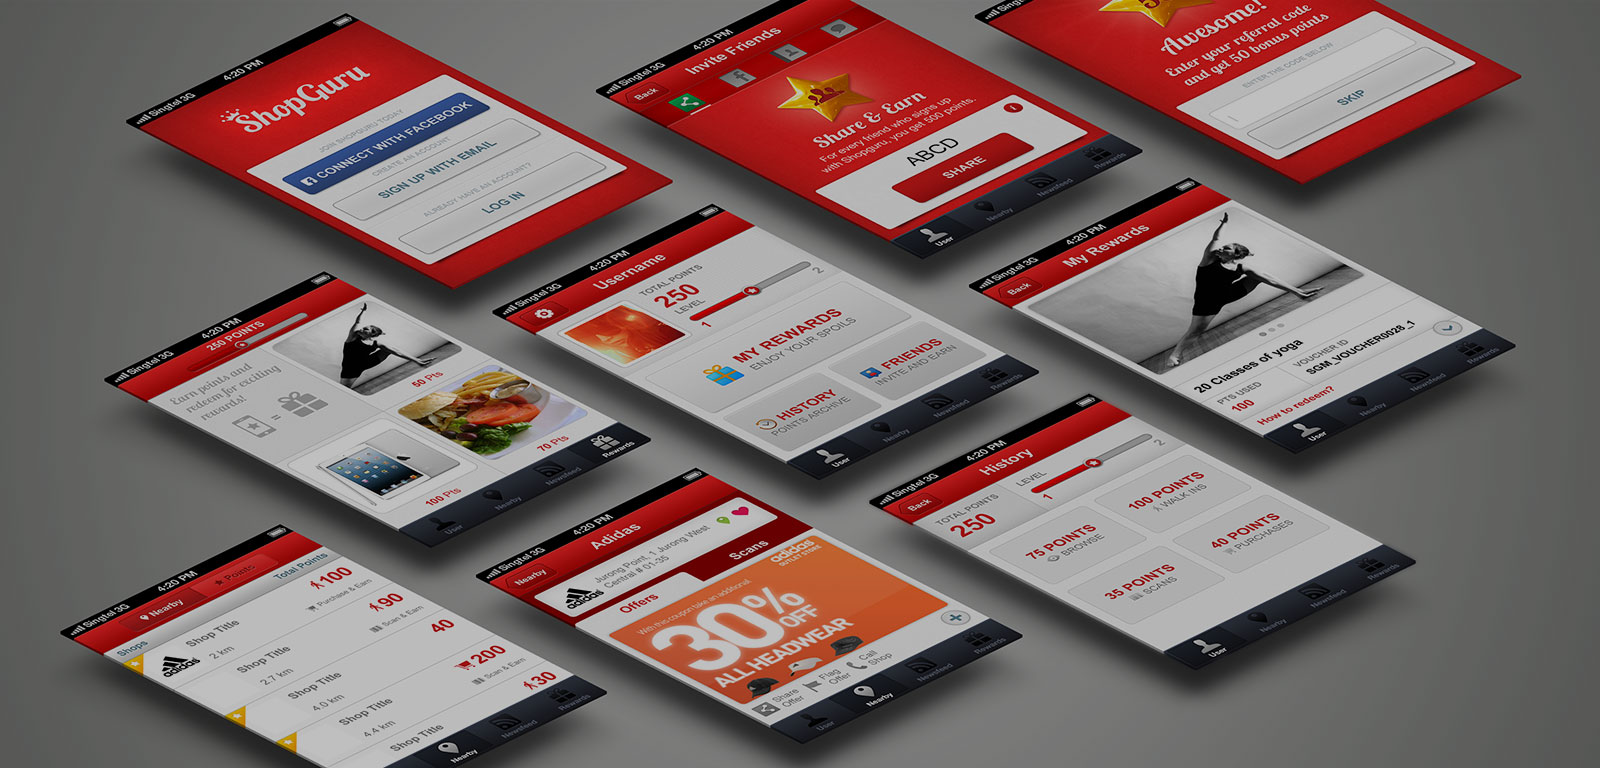 Singtel 3G
4:20 PM
ShopGuru
JOIN SHOPGURU TODAY
CONNECT WITH FACEBOOK
CREATE AN ACCOUNT
SIGN UP WITH EMAIL
ALREADY HAVE AN ACCOUNT?
LOG IN
Singtel 3G
4:20 PM
Back
Invite Friends
Share & Earn
For every friend who signs up
with Shopguru, you get 500 points.
ABCD
SHARE
User
Nearby
Newsfeed
Rewards
Awesome!
Enter your referral code
and get 50 bonus points
ENTER THE CODE BELOW
SKIP
Singtel 3G
4:20 PM
250 POINTS
Earn points and
redeem for exciting
rewards!
=
50 Pts
100 Pts
70 Pts
User
Nearby
Newsfeed
Rewards
Singtel 3G
4:20 PM
Username
TOTAL POINTS
250
LEVEL
1
2
MY REWARDS
ENJOY YOUR SPOILS
HISTORY
POINTS ARCHIVE
FRIENDS
INVITE AND EARN
User
Nearby
Newsfeed
Rewards
Singtel 3G
4:20 PM
Back
My Rewards
20 Classes of yoga
PTS USED
100
VOUCHER ID
SGM_VOUCHER0028_1
How to redeem?
User
Nearby
Newsfeed
Rewards
Singtel 3G
4:20 PM
Nearby
Points
Shops
Total Points
adidas
Shop Title
2 km
100
Purchase & Earn
Shop Title
2.7 km
90
Scan & Earn
Shop Title
4.0 km
40
Shop Title
4.4 km
200
Scan & Earn
Shop Title
30
Nearby
Newsfeed
Rewards
Singtel 3G
4:20 PM
Nearby
Adidas
adidas
Jurong Point, 1 Jurong West
Central # 01-35
Offers
Scans
adidas
OUTLET STORE
With this coupon take an additional
30% OFF
ALL HEADWEAR
Share
Offer
Flag
Offer
Call
Shop
User
Nearby
Newsfeed
Rewards
Singtel 3G
4:20 PM
Back
History
TOTAL POINTS
250
LEVEL
1
2
75 POINTS
BROWSE
100 POINTS
WALK INS
35 POINTS
SCANS
40 POINTS
PURCHASES
User
Nearby
Newsfeed
Rewards